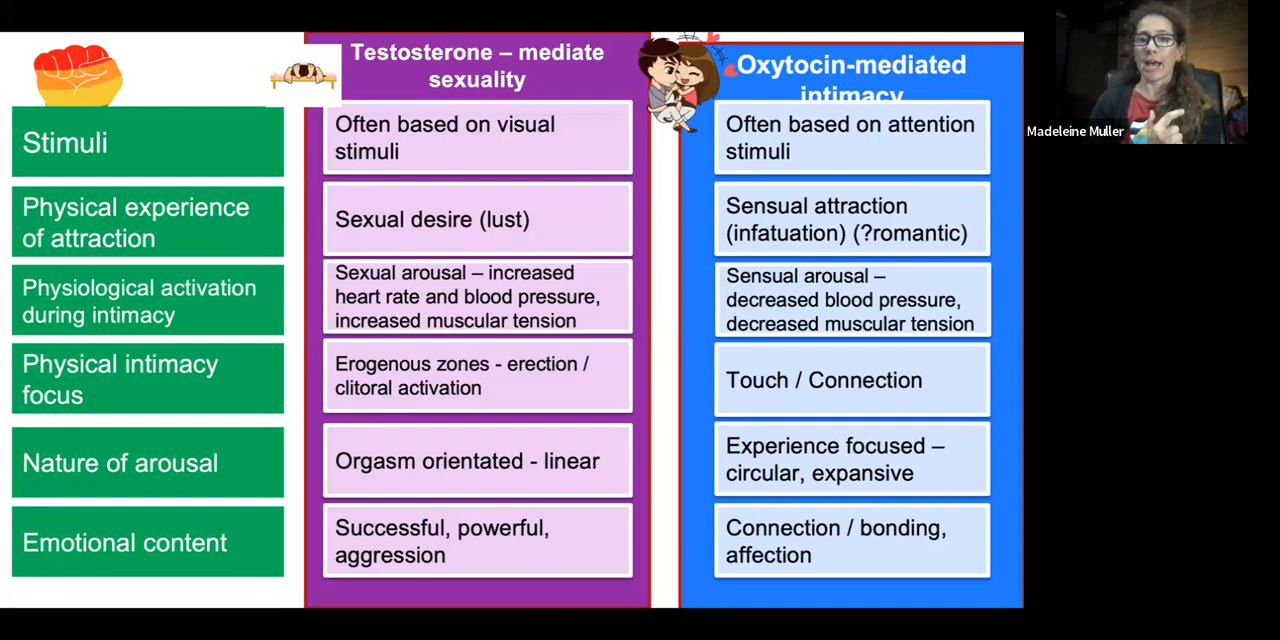 Testosterone – mediate
sexuality
Oxytocin-mediated
intimacy
Madeleine Muller
Stimuli
Often based on visual
stimuli
Often based on attention
stimuli
Physical experience
of attraction
Sexual desire (lust)
Sensual attraction
(infatuation) (?romantic)
Physiological activation
during intimacy
Sexual arousal – increased
heart rate and blood pressure,
increased muscular tension
Sensual arousal –
decreased blood pressure,
decreased muscular tension
Physical intimacy
focus
Erogenous zones - erection /
clitoral activation
Touch / Connection
Nature of arousal
Orgasm orientated - linear
Experience focused –
circular, expansive
Emotional content
Successful, powerful,
aggression
Connection / bonding,
affection